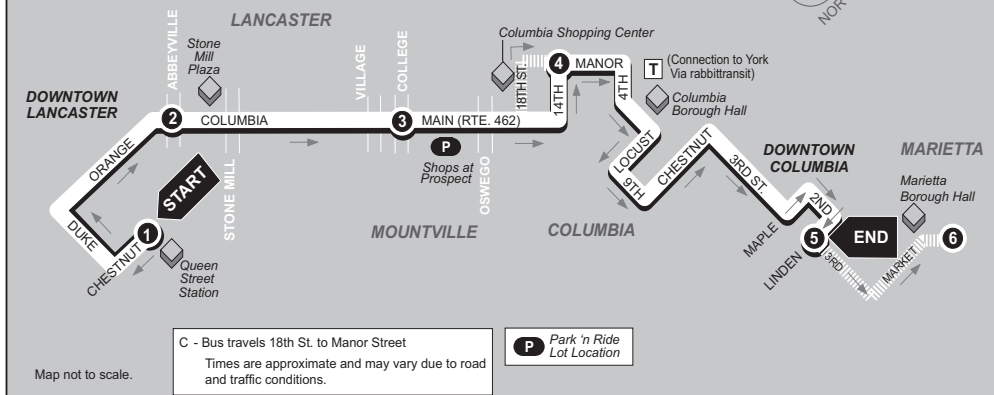 NOR
LANCASTER
Columbia Shopping Center
Stone
Mill
Plaza
ABBEYVILLE
VILLAGE
COLLEGE
18TH ST.
4
MANOR
T
(Connection to York
Via rabbittransit)
14TH
4TH
Columbia
Borough Hall
DOWNTOWN
LANCASTER
2
COLUMBIA
3
MAIN (RTE. 462)
P
Shops at
Prospect
OSWEGO
STONE MILL
ORANGE
START
DUKE
1
CHESTNUT
Queen
Street
Station
MOUNTVILLE
COLUMBIA
LOCUST
9TH
CHESTNUT
3RD ST.
DOWNTOWN
COLUMBIA
MARIETTA
Marietta
Borough Hall
2ND
MAPLE
5
END
6
LINDEN
3RD
MARKET
C - Bus travels 18th St. to Manor Street
Times are approximate and may vary due to road
and traffic conditions.
P
Park 'n Ride
Lot Location
Map not to scale.